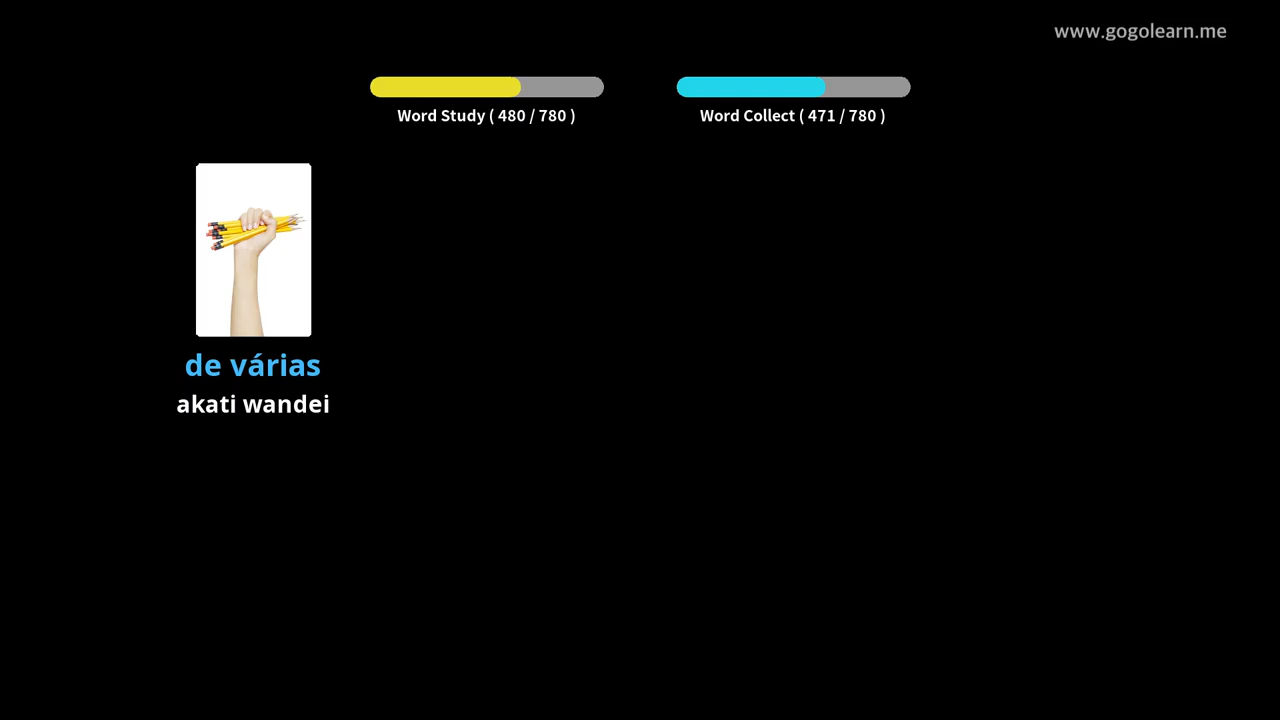 www.gogolearn.me
Word Study ( 480 / 780 )
Word Collect ( 471 / 780 )
de várias
akati wandei